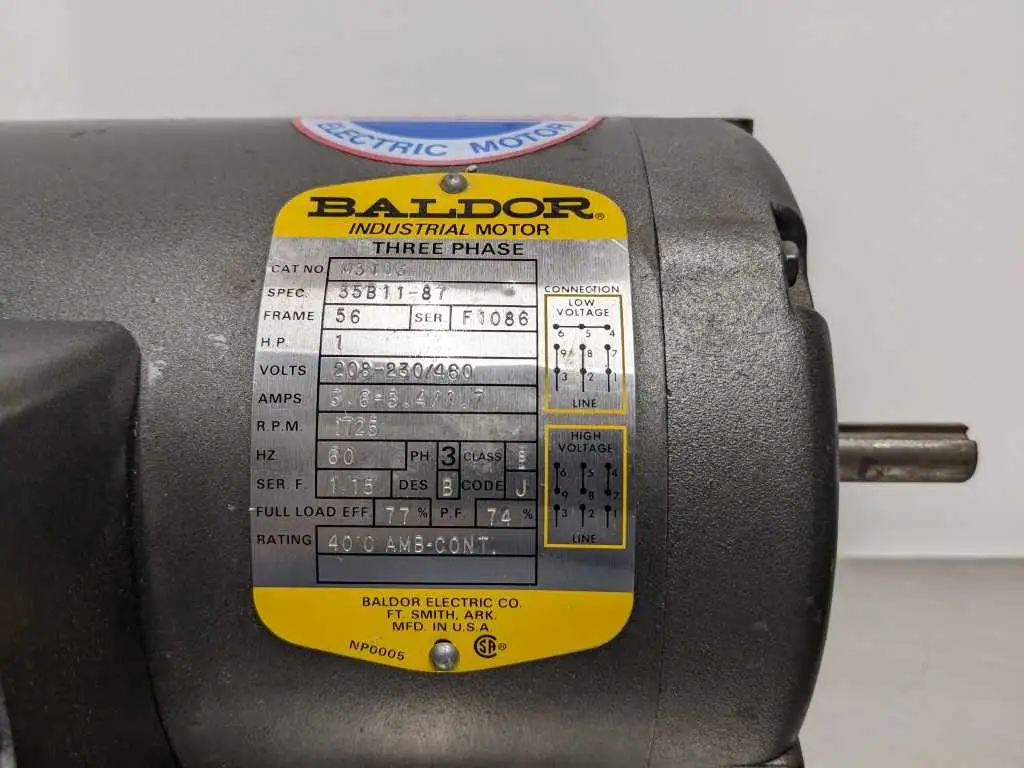 ELECTRIC MOTOR
BALDOR®
INDUSTRIAL MOTOR
THREE PHASE
CAT NO
SPEC. 35B11-87
FRAME 56 SER. F1086
H.P. 1
VOLTS 208-230/460
AMPS
R.P.M. 1725
HZ 60 PH 3 CLASS B
SER. F. 1.15 DES B CODE J
FULL LOAD EFF. 77 % P.F 74 %
RATING 40°C AMB-CONT.
CONNECTION
LOW
VOLTAGE
6 5 4
9 8 7
3 2 1
LINE
HIGH
VOLTAGE
6 5 4
9 8 7
3 2 1
LINE
BALDOR ELECTRIC CO.
FT. SMITH, ARK.
MFD. IN U.S.A.
NP0005